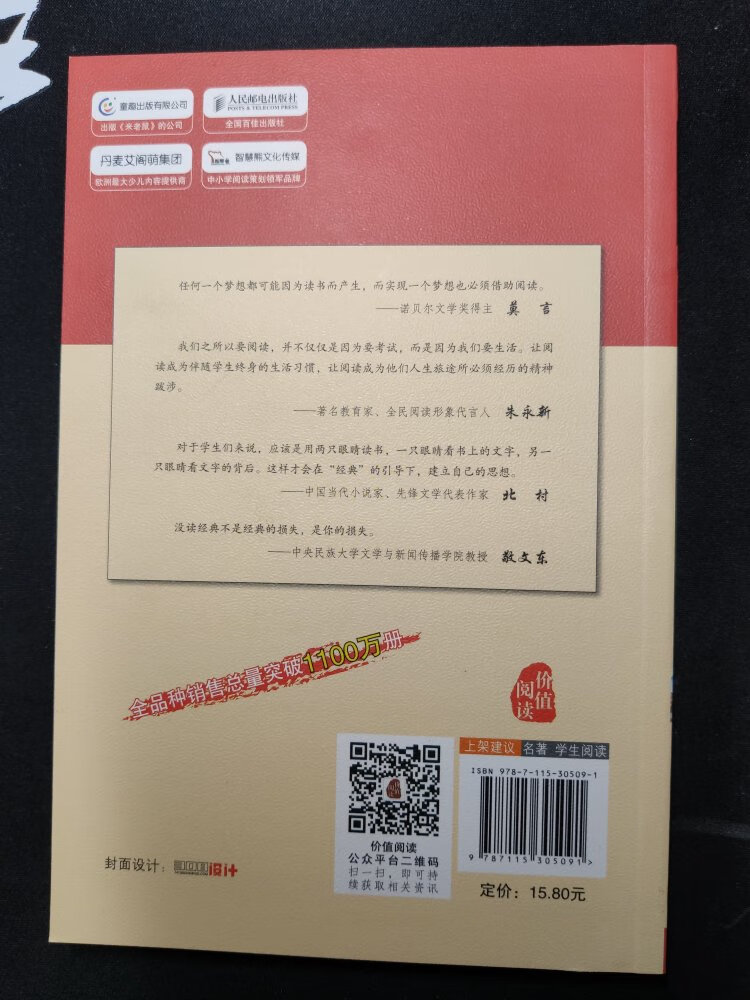 童趣出版有限公司
出版《米老鼠》的公司
人民邮电出版社
POSTS & TELECOM PRESS
全国百佳出版社
丹麦艾阁萌集团
欧洲最大少儿内容提供商
智慧熊文化传媒
中小学阅读策划领军品牌
任何一个梦想都可能因为读书而产生，而实现一个梦想也必须借助阅读。
——诺贝尔文学奖得主 莫言
我们之所以要阅读，并不仅仅是因为要考试，而是因为我们要生活。让阅
读成为伴随学生终身的生活习惯、让阅读成为他们人生旅途所必须经历的精神
跋涉。
——著名教育家、全民阅读形象代言人 朱永新
对于学生们来说，应该是用两只眼睛读书，一只眼睛看书上的文字，另一
只眼睛看文字的背后。这样才会在“经典”的引导下，建立自己的思想。
——中国当代小说家、先锋文学代表作家 北村
没读经典不是经典的损失，是你的损失。
——中央民族大学文学与新闻传播学院教授 敬文东
全品种销售总量突破1100万册
价值
阅读
上架建议 名著 学生阅读
ISBN 978-7-115-30509-1
9 787115 305091 >
定价：15.80元
价值阅读
公众平台二维码
扫一扫，即可持
续获取相关资讯
封面设计：
设计